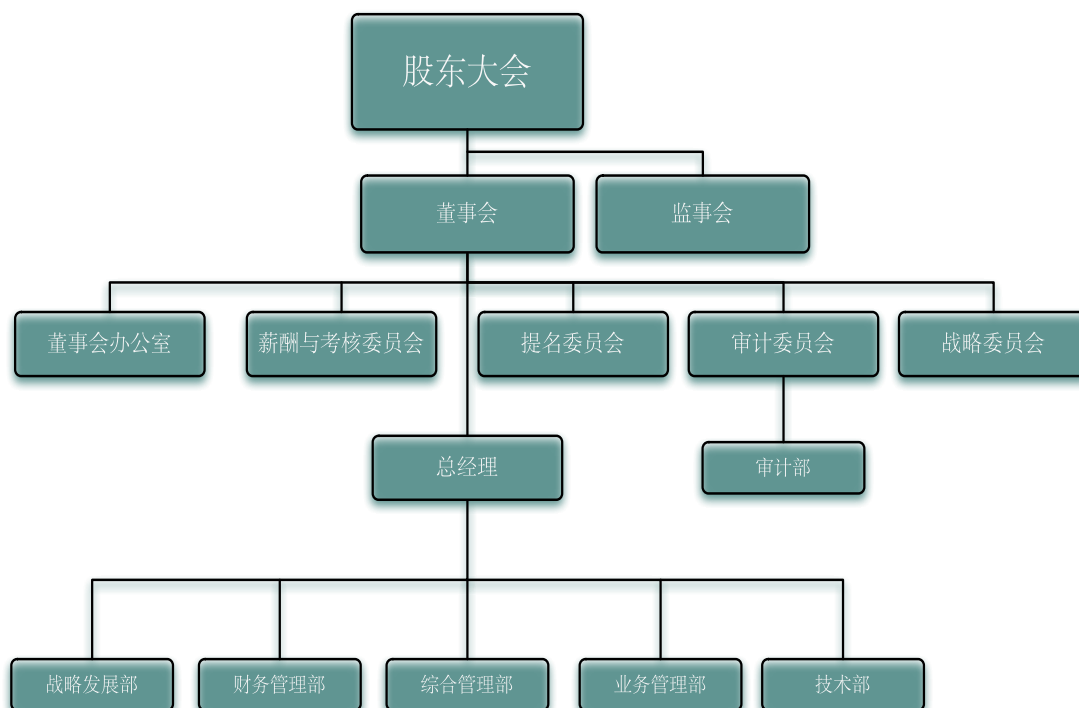 股东大会
董事会
监事会
董事会办公室
薪酬与考核委员会
提名委员会
审计委员会
战略委员会
总经理
审计部
战略发展部
财务管理部
综合管理部
业务管理部
技术部